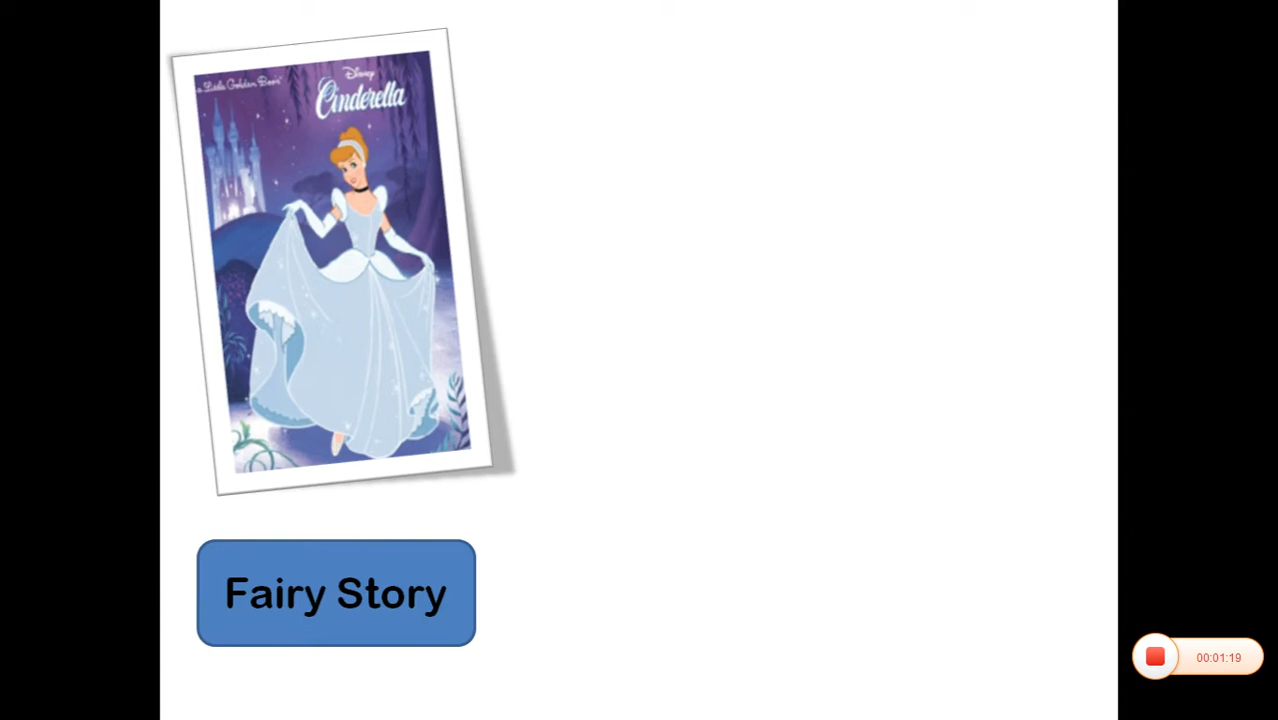 a Little Golden Book
Disney
Cinderella
Fairy Story
00:01:19